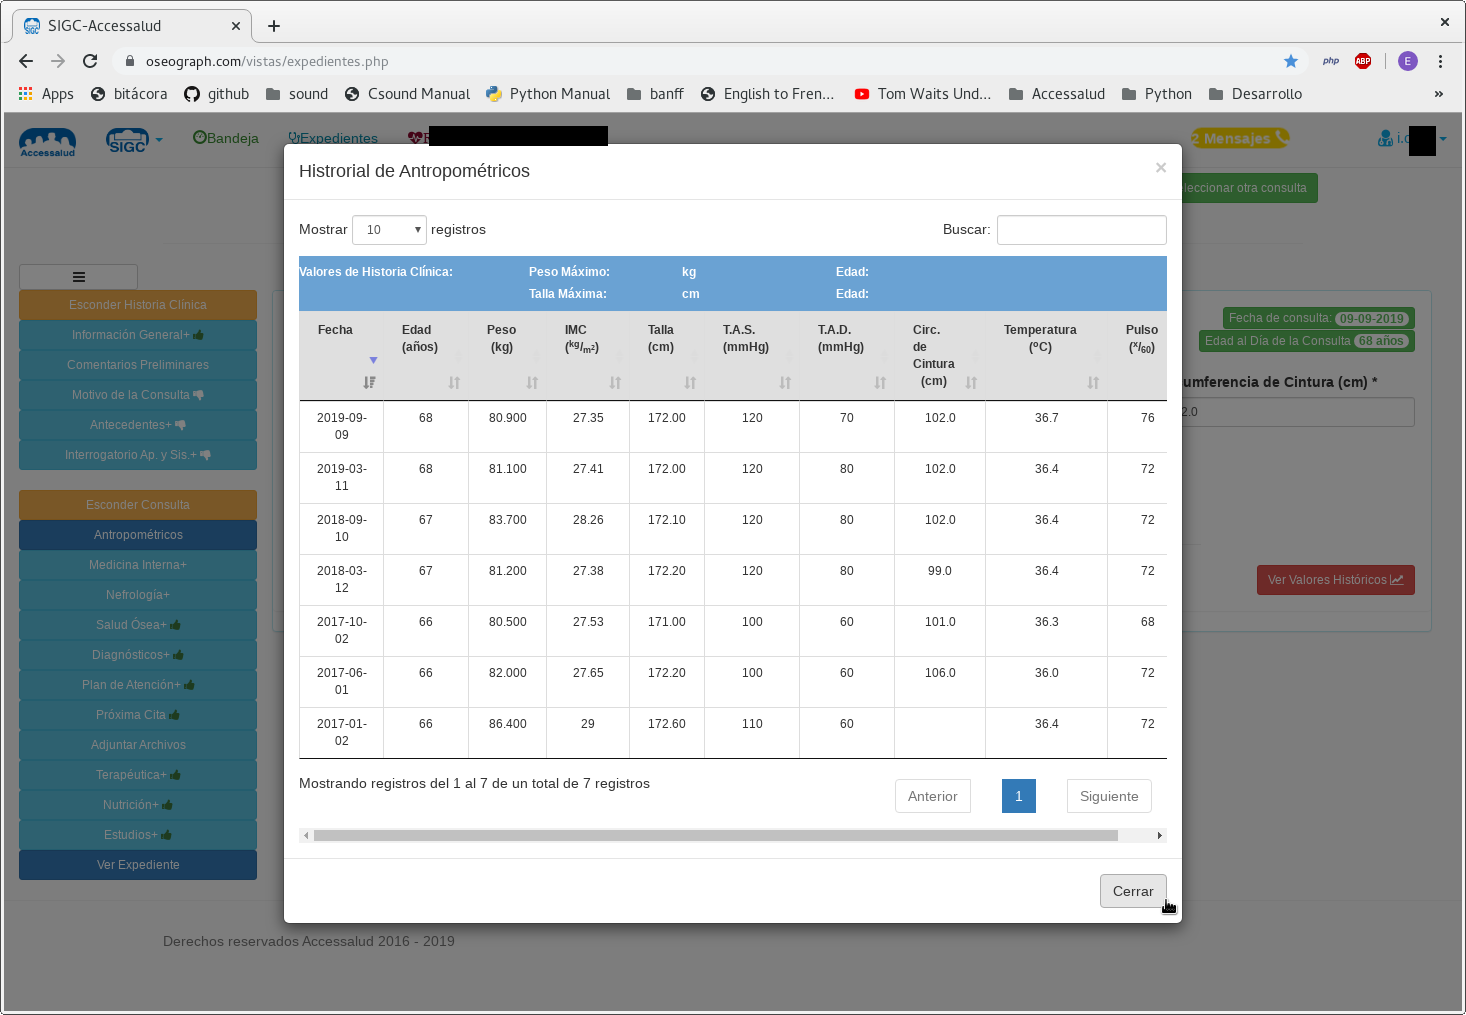 SIGC-Accessalud
oseograph.com/vistas/expedientes.php
php
ABP
E
Apps
bitácora
github
sound
Csound Manual
Python Manual
banff
English to Fren...
Tom Waits Und...
Accessalud
Python
Desarrollo
»
Accessalud
SIGC
Bandeja
Expedientes
2 Mensajes
Histrorial de Antropométricos
×
leccionar otra consulta
Mostrar 10 registros
Buscar:
Valores de Historia Clínica: Peso Máximo: kg Edad:
Talla Máxima: cm Edad:
Fecha Edad (años) Peso (kg) IMC (kg/m²) Talla (cm) T.A.S. (mmHg) T.A.D. (mmHg) Circ. de Cintura (cm) Temperatura (ºC) Pulso (x/60)
2019-09-09 68 80.900 27.35 172.00 120 70 102.0 36.7 76
2019-03-11 68 81.100 27.41 172.00 120 80 102.0 36.4 72
2018-09-10 67 83.700 28.26 172.10 120 80 102.0 36.4 72
2018-03-12 67 81.200 27.38 172.20 120 80 99.0 36.4 72
2017-10-02 66 80.500 27.53 171.00 100 60 101.0 36.3 68
2017-06-01 66 82.000 27.65 172.20 100 60 106.0 36.0 72
2017-01-02 66 86.400 29 172.60 110 60 36.4 72
Mostrando registros del 1 al 7 de un total de 7 registros
Anterior 1 Siguiente
Cerrar
Esconder Historia Clínica
Información General+
Comentarios Preliminares
Motivo de la Consulta
Antecedentes+
Interrogatorio Ap. y Sis.+
Esconder Consulta
Antropométricos
Medicina Interna+
Nefrología+
Salud Ósea+
Diagnósticos+
Plan de Atención+
Próxima Cita
Adjuntar Archivos
Terapéutica+
Nutrición+
Estudios+
Ver Expediente
Fecha de consulta: 09-09-2019
Edad al Día de la Consulta 68 años
umferencia de Cintura (cm) *
2.0
Ver Valores Históricos
Derechos reservados Accessalud 2016 - 2019